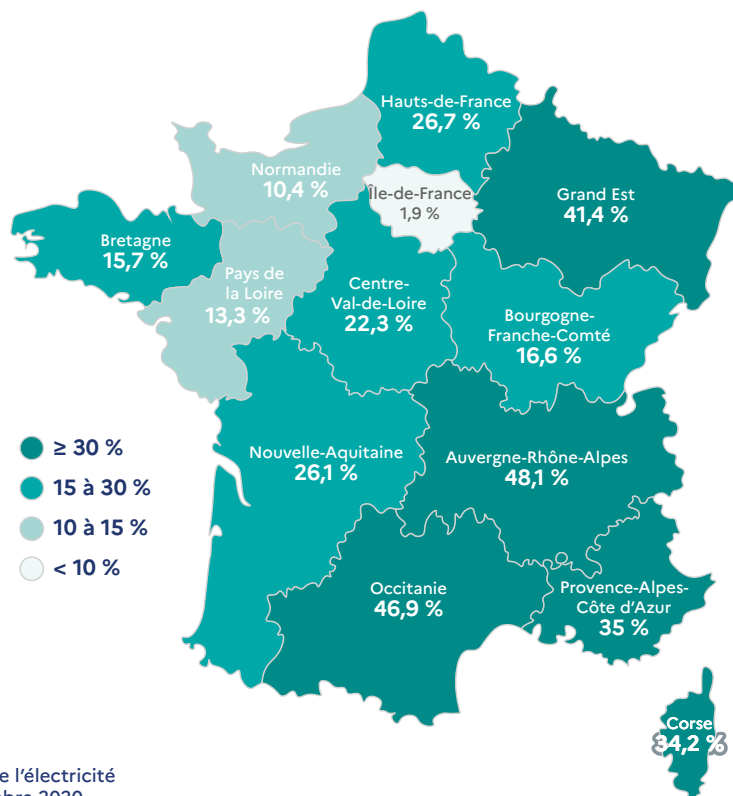 Hauts-de-France
26,7 %
Normandie
10,4 %
Île-de-France
1,9 %
Grand Est
41,4 %
Bretagne
15,7 %
Pays de
la Loire
13,3 %
Centre-
Val-de-Loire
22,3 %
Bourgogne-
Franche-Comté
16,6 %
≥ 30 %
15 à 30 %
10 à 15 %
< 10 %
Nouvelle-Aquitaine
26,1 %
Auvergne-Rhône-Alpes
48,1 %
Occitanie
46,9 %
Provence-Alpes-
Côte d'Azur
35 %
Corse
34,2 %
e l'électricité